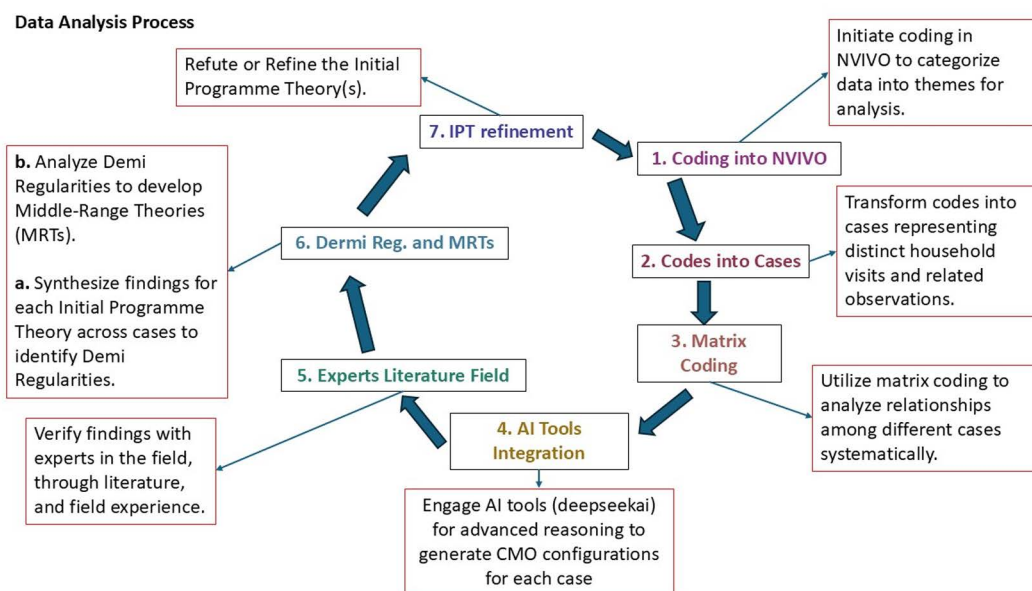 Data Analysis Process
Refute or Refine the Initial
Programme Theory(s).
Initiate coding in
NVIVO to categorize
data into themes for
analysis.
7. IPT refinement
1. Coding into NVIVO
b. Analyze Demi
Regularities to develop
Middle-Range Theories
(MRTs).
a. Synthesize findings for
each Initial Programme
Theory across cases to
identify Demi
Regularities.
6. Dermi Reg. and MRTs
2. Codes into Cases
Transform codes into
cases representing
distinct household
visits and related
observations.
3. Matrix
Coding
5. Experts Literature Field
Utilize matrix coding to
analyze relationships
among different cases
systematically.
4. AI Tools
Integration
Verify findings with
experts in the field,
through literature,
and field experience.
Engage AI tools (deepseekai)
for advanced reasoning to
generate CMO configurations
for each case